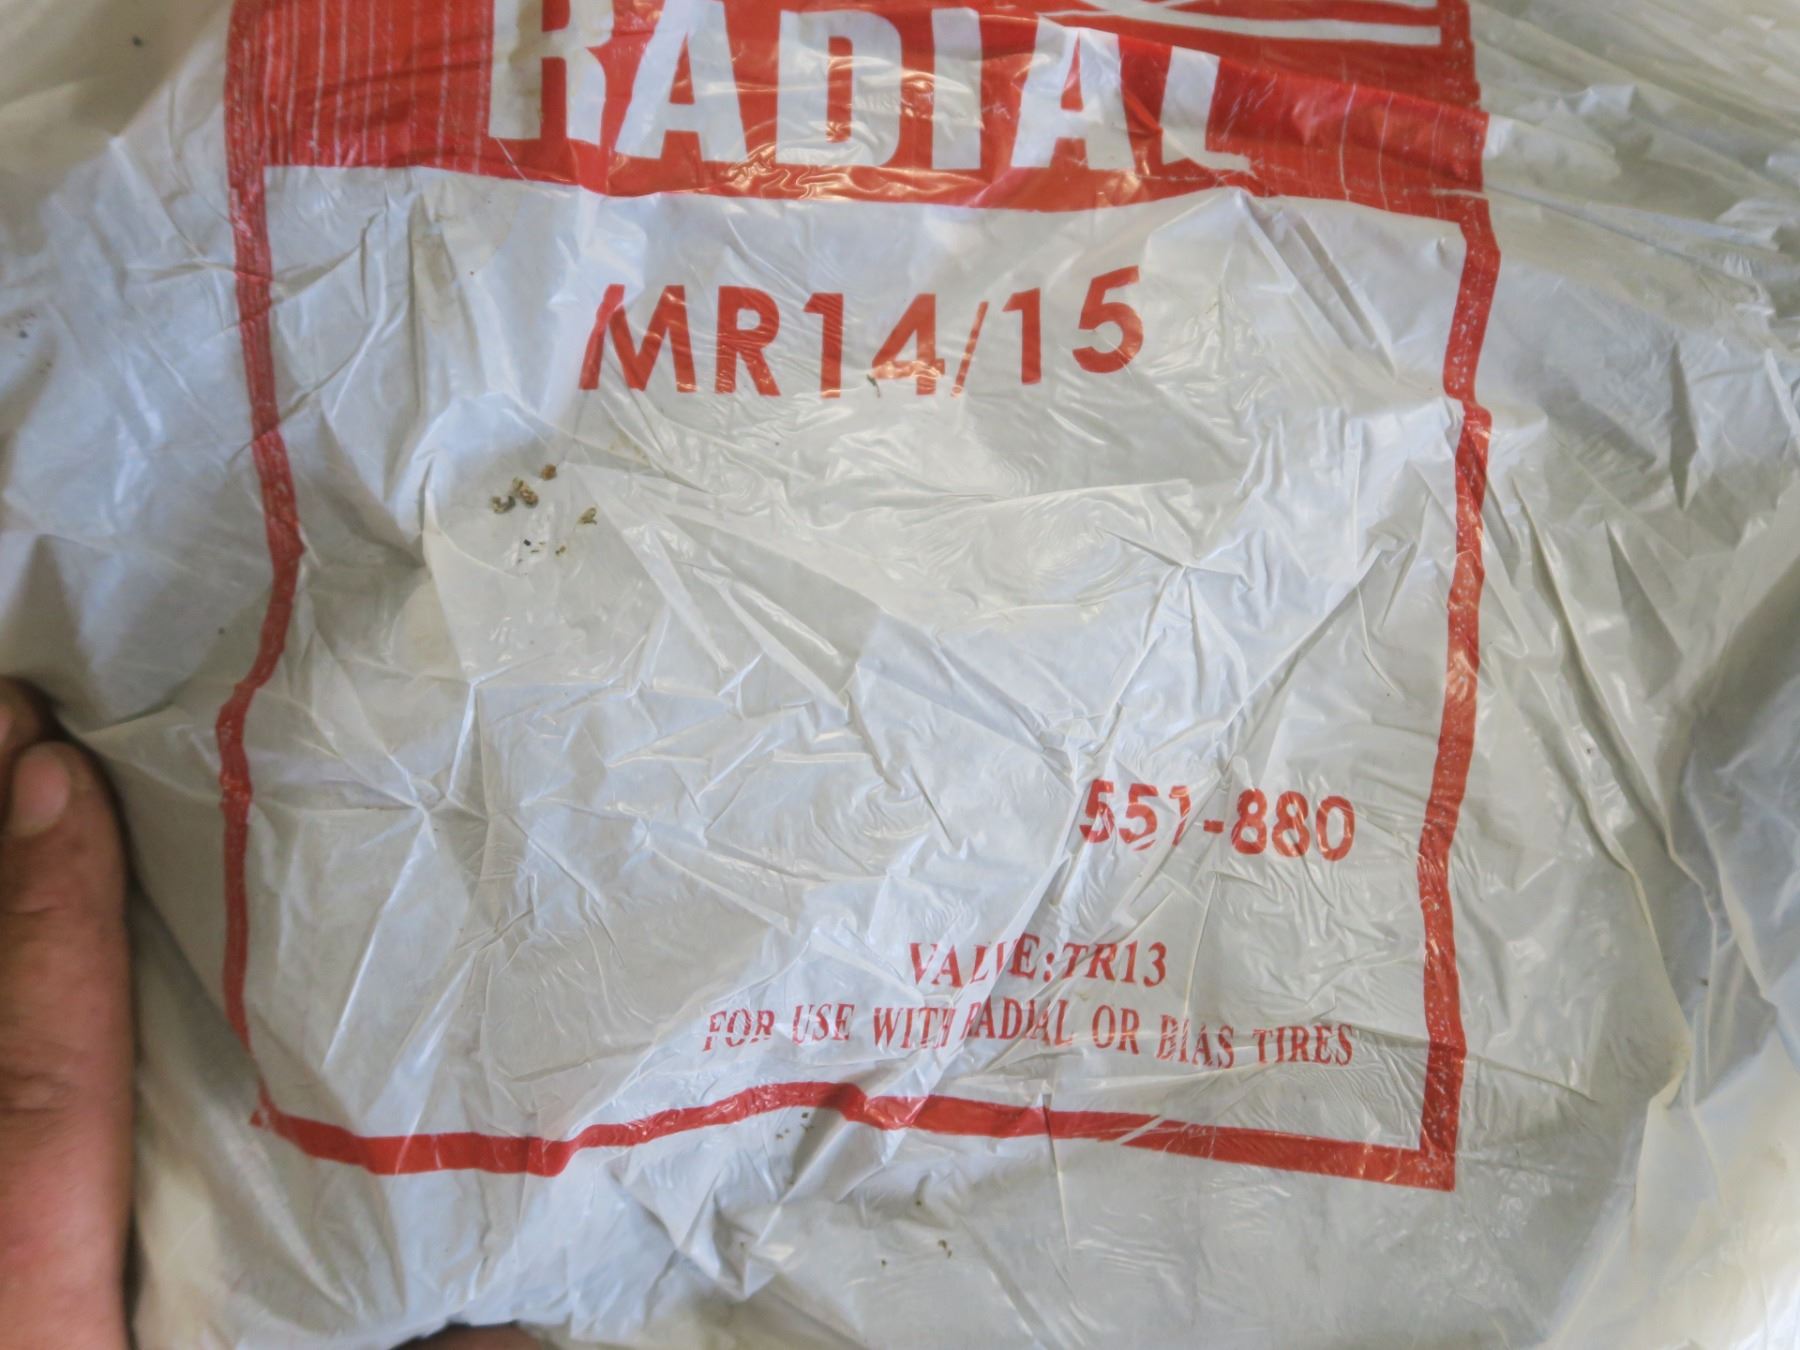 RADIAL
MR14/15
551-880
VALVE:TR13
FOR USE WITH RADIAL OR BIAS TIRES